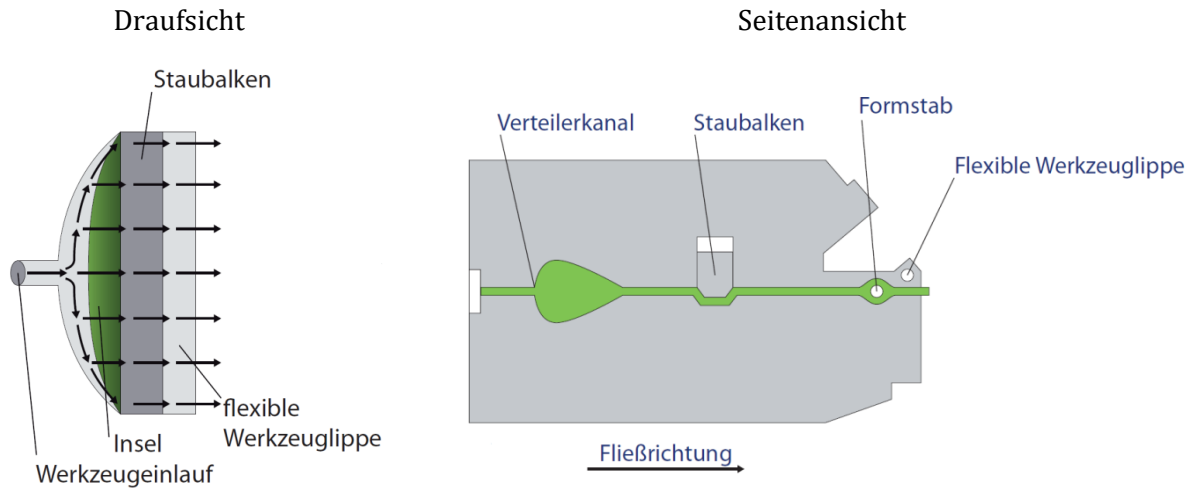 Draufsicht
Staubalken
flexible
Werkzeuglippe
Insel
Werkzeugeinlauf
Seitenansicht
Verteilerkanal
Staubalken
Formstab
Flexible Werkzeuglippe
Fließrichtung